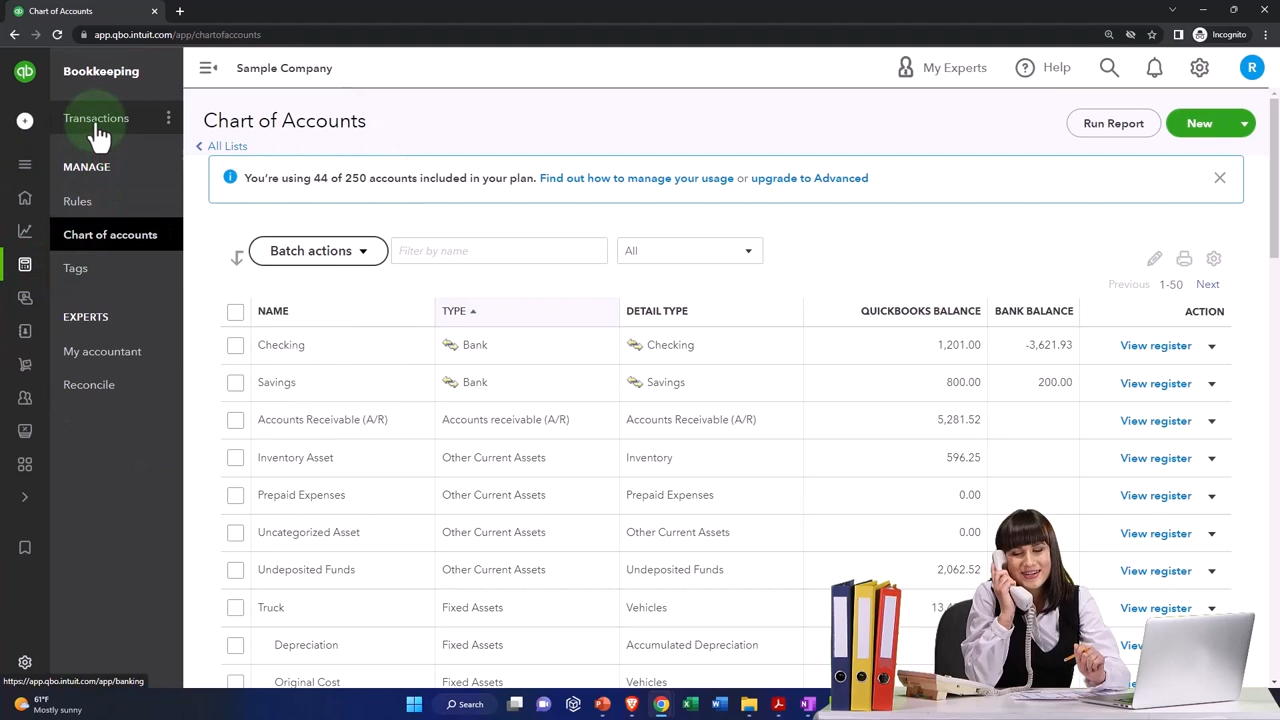 Chart of Accounts
app.qbo.intuit.com/app/chartofaccounts
Incognito
qb
Bookkeeping
Transactions
MANAGE
Rules
Chart of accounts
Tags
EXPERTS
My accountant
Reconcile
Sample Company
My Experts
Help
R
Chart of Accounts
All Lists
Run Report
New
You're using 44 of 250 accounts included in your plan. Find out how to manage your usage or upgrade to Advanced
Batch actions
Filter by name
All
Previous 1-50 Next
NAME TYPE DETAIL TYPE QUICKBOOKS BALANCE BANK BALANCE ACTION
Checking Bank Checking 1,201.00 -3,621.93 View register
Savings Bank Savings 800.00 200.00 View register
Accounts Receivable (A/R) Accounts receivable (A/R) Accounts Receivable (A/R) 5,281.52 View register
Inventory Asset Other Current Assets Inventory 596.25 View register
Prepaid Expenses Other Current Assets Prepaid Expenses 0.00 View register
Uncategorized Asset Other Current Assets Other Current Assets 0.00 View register
Undeposited Funds Other Current Assets Undeposited Funds 2,062.52 View register
Truck Fixed Assets Vehicles View register
Depreciation Fixed Assets Accumulated Depreciation
Original Cost Fixed Assets Vehicles
https://app.qbo.intuit.com/app/banking
61°F
Mostly sunny
Search